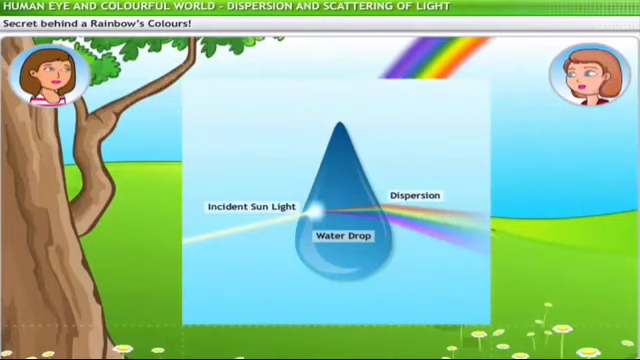 HUMAN EYE AND COLOURFUL WORLD - DISPERSION AND SCATTERING OF LIGHT
Secret behind a Rainbow's Colours!
Dispersion
Incident Sun Light
Water Drop